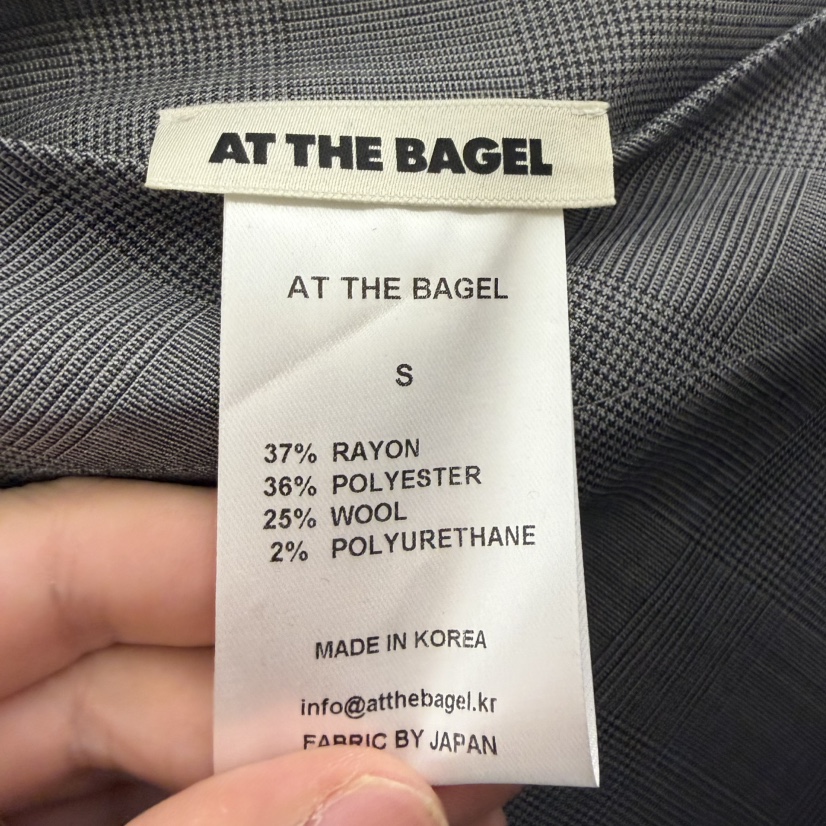 AT THE BAGEL
AT THE BAGEL
S
37% RAYON
36% POLYESTER
25% WOOL
2% POLYURETHANE
MADE IN KOREA
info@atthebagel.kr
FABRIC BY JAPAN